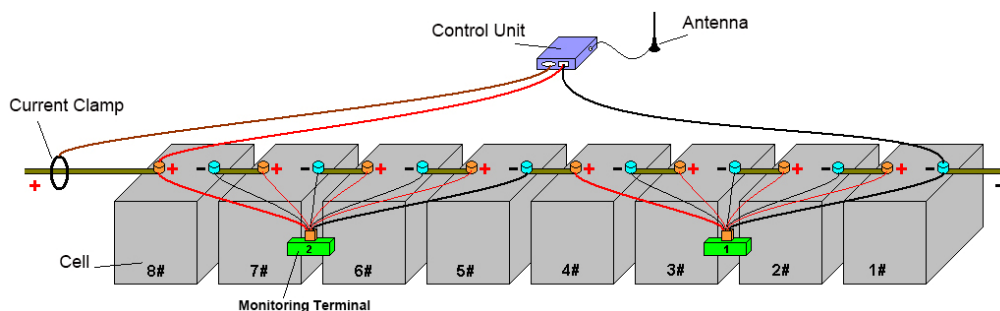 Control Unit
Antenna
Current Clamp
+ - + - + - + - + - + - + - + -
+ -
2 1
Cell
8# 7# 6# 5# 4# 3# 2# 1#
Monitoring Terminal